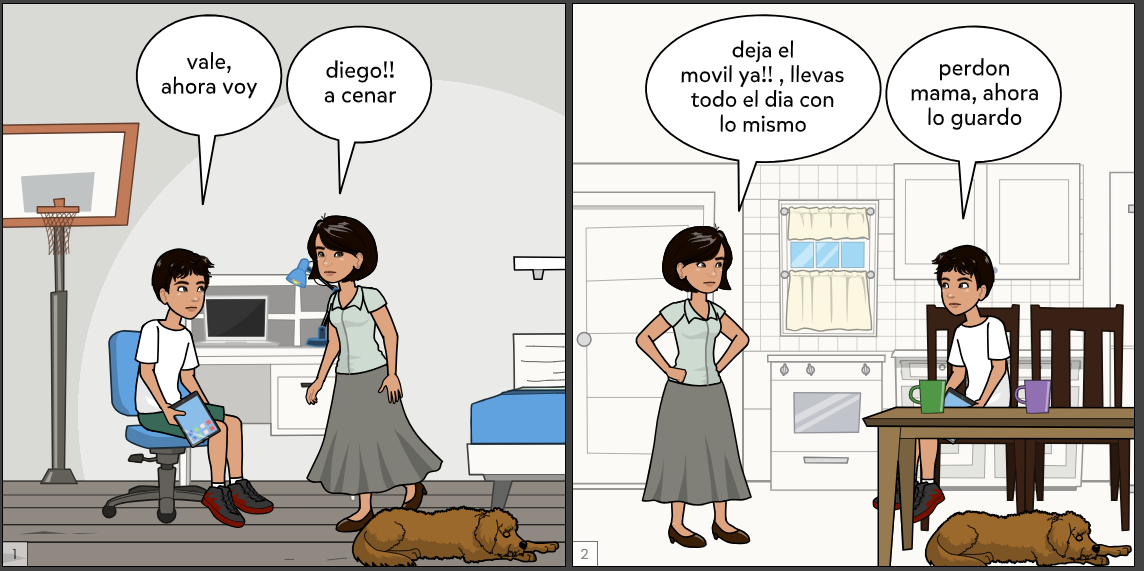 vale,
ahora voy
diego!!
a cenar
1
deja el
movil ya!! , llevas
todo el dia con
lo mismo
perdon
mama, ahora
lo guardo
2